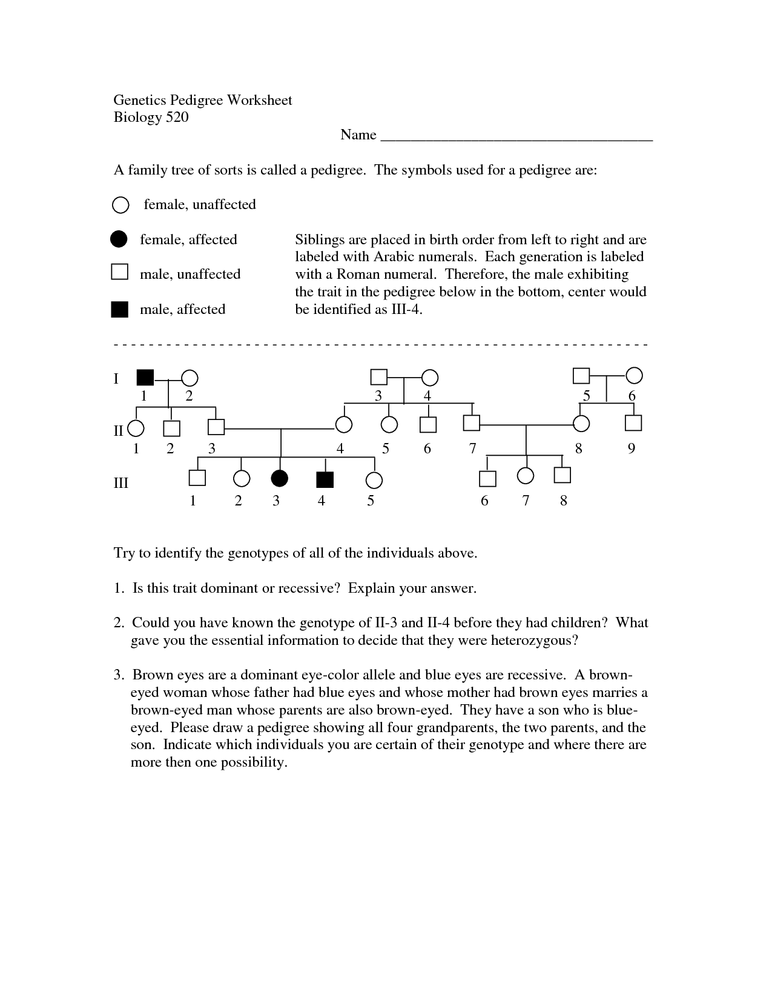 Genetics Pedigree Worksheet
Biology 520
Name ____________________________________
A family tree of sorts is called a pedigree.  The symbols used for a pedigree are:
female, unaffected
female, affected
male, unaffected
male, affected
Siblings are placed in birth order from left to right and are
labeled with Arabic numerals.  Each generation is labeled
with a Roman numeral.  Therefore, the male exhibiting
the trait in the pedigree below in the bottom, center would
be identified as III-4.
I
1 2 3 4 5 6
II
1 2 3 4 5 6 7 8 9
III
1 2 3 4 5 6 7 8
Try to identify the genotypes of all of the individuals above.
1.  Is this trait dominant or recessive?  Explain your answer.
2.  Could you have known the genotype of II-3 and II-4 before they had children?  What
gave you the essential information to decide that they were heterozygous?
3.  Brown eyes are a dominant eye-color allele and blue eyes are recessive.  A brown-
eyed woman whose father had blue eyes and whose mother had brown eyes marries a
brown-eyed man whose parents are also brown-eyed.  They have a son who is blue-
eyed.  Please draw a pedigree showing all four grandparents, the two parents, and the
son.  Indicate which individuals you are certain of their genotype and where there are
more then one possibility.